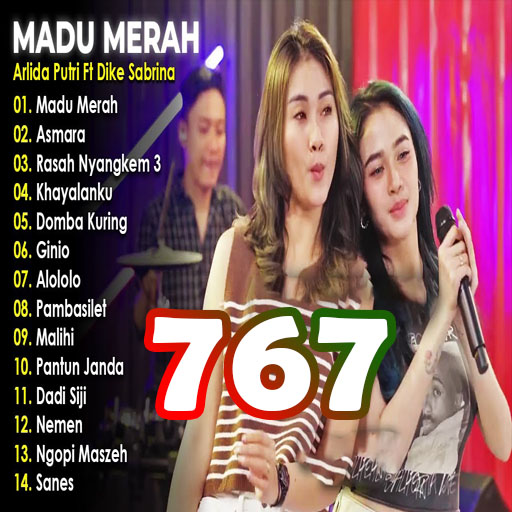 MADU MERAH
Arlida Putri Ft Dike Sabrina
01. Madu Merah
02. Asmara
03. Rasah Nyangkem 3
04. Khayalanku
05. Domba Kuring
06. Ginio
07. Alololo
08. Pambasilet
09. Malihi
10. Pantun Janda
11. Dadi Siji
12. Nemen
13. Ngopi Maszeh
14. Sanes
767